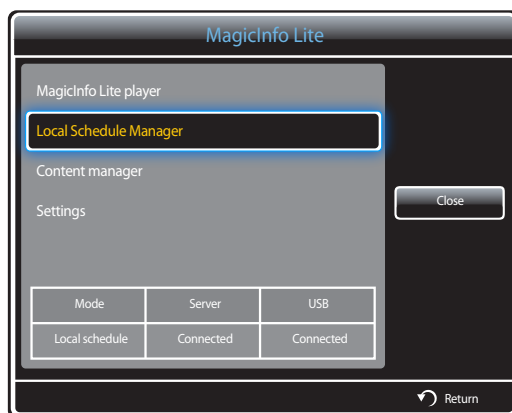 MagicInfo Lite
MagicInfo Lite player
Local Schedule Manager
Content manager
Settings
Close
Mode Server USB
Local schedule Connected Connected
Return